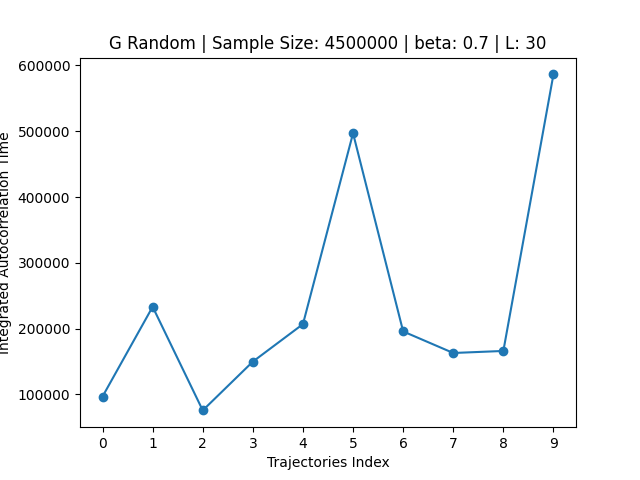 G Random | Sample Size: 4500000 | beta: 0.7 | L: 30
Integrated Autocorrelation Time
600000
500000
400000
300000
200000
100000
0 1 2 3 4 5 6 7 8 9
Trajectories Index